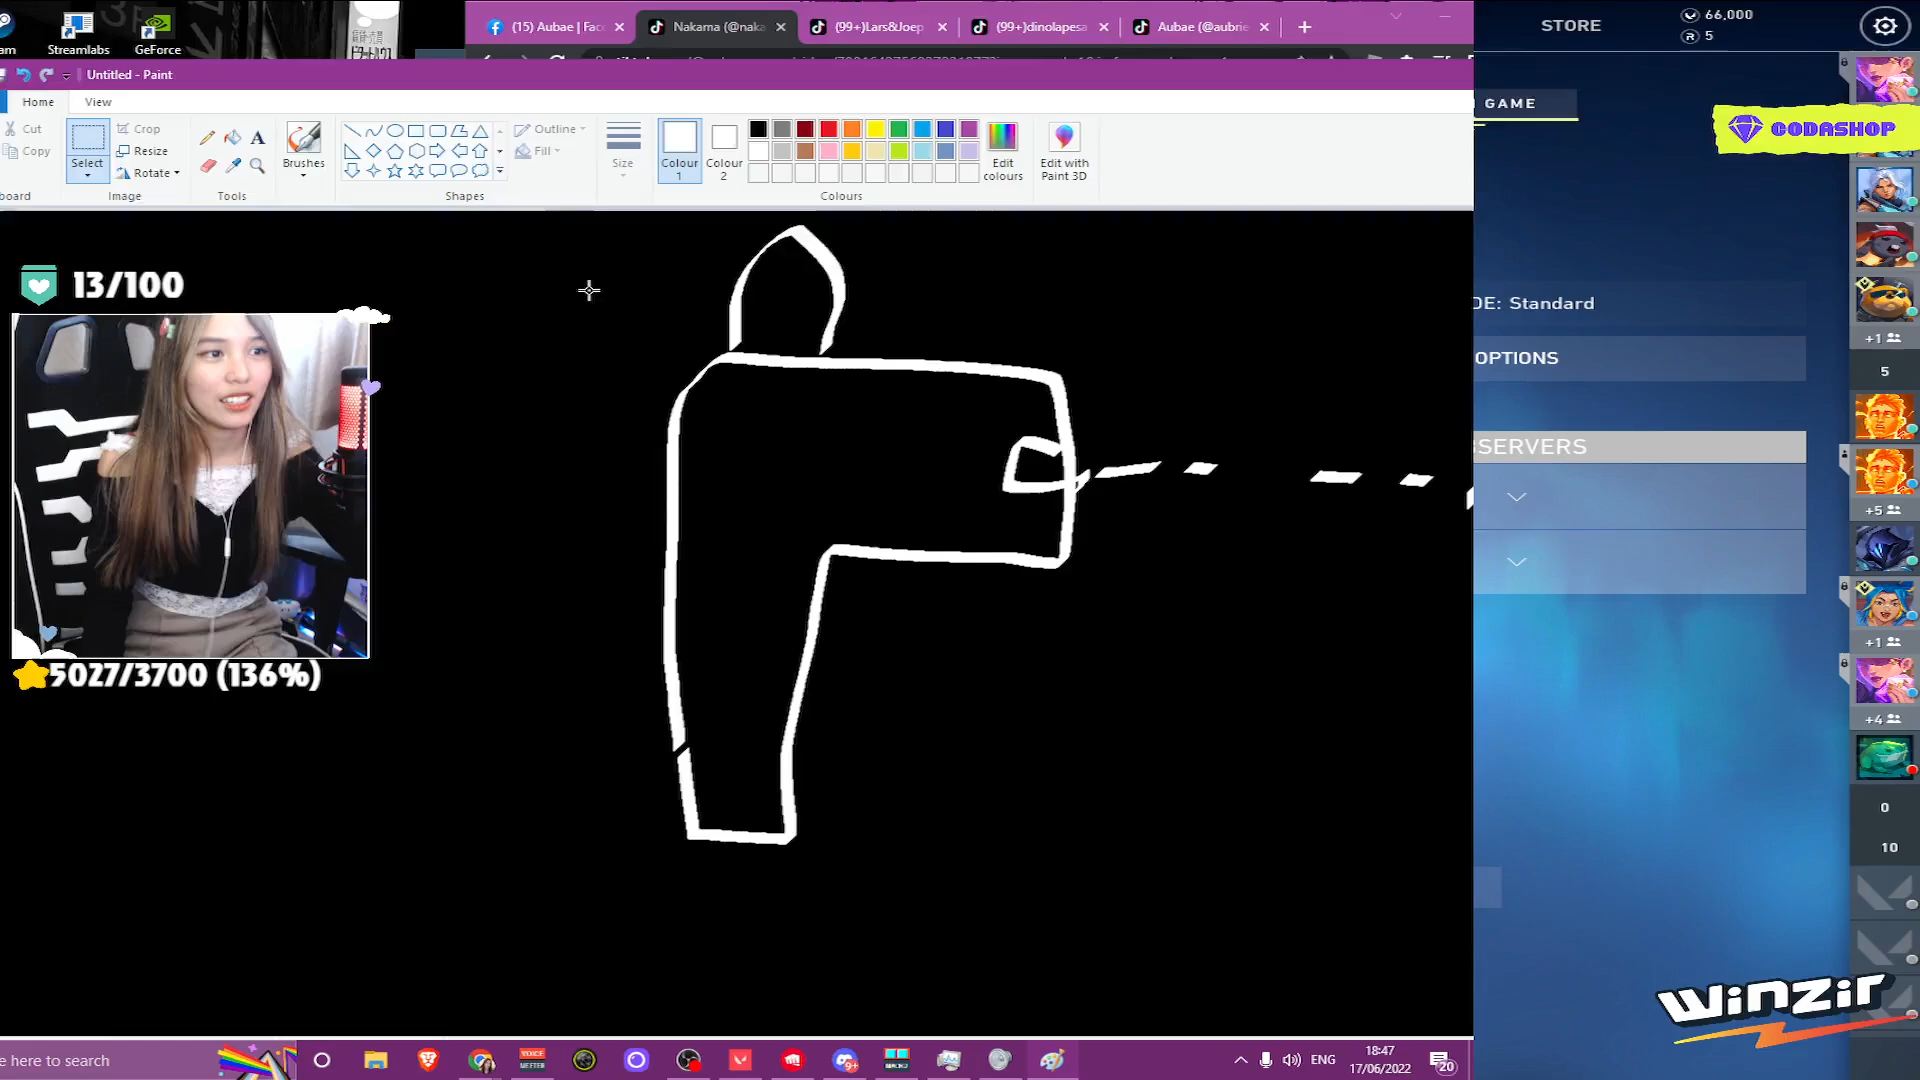 Streamlabs
GeForce
(15) Aubae | Fac
Nakama (@naka
(99+)Lars&Joep
(99+)dinolapesa
Aubae (@aubrie
STORE
66,000
5
Untitled - Paint
Home
View
Cut
Copy
Select
Crop
Resize
Rotate
Image
Tools
Brushes
Shapes
Outline
Fill
Size
Colour 1
Colour 2
Edit colours
Edit with Paint 3D
Colours
GAME
CODASHOP
13/100
DE: Standard
OPTIONS
SERVERS
+1
5
+5
+1
+4
0
10
5027/3700 (136%)
WINZIR
here to search
VOICE MEETER
ENG
18:47
17/06/2022
20